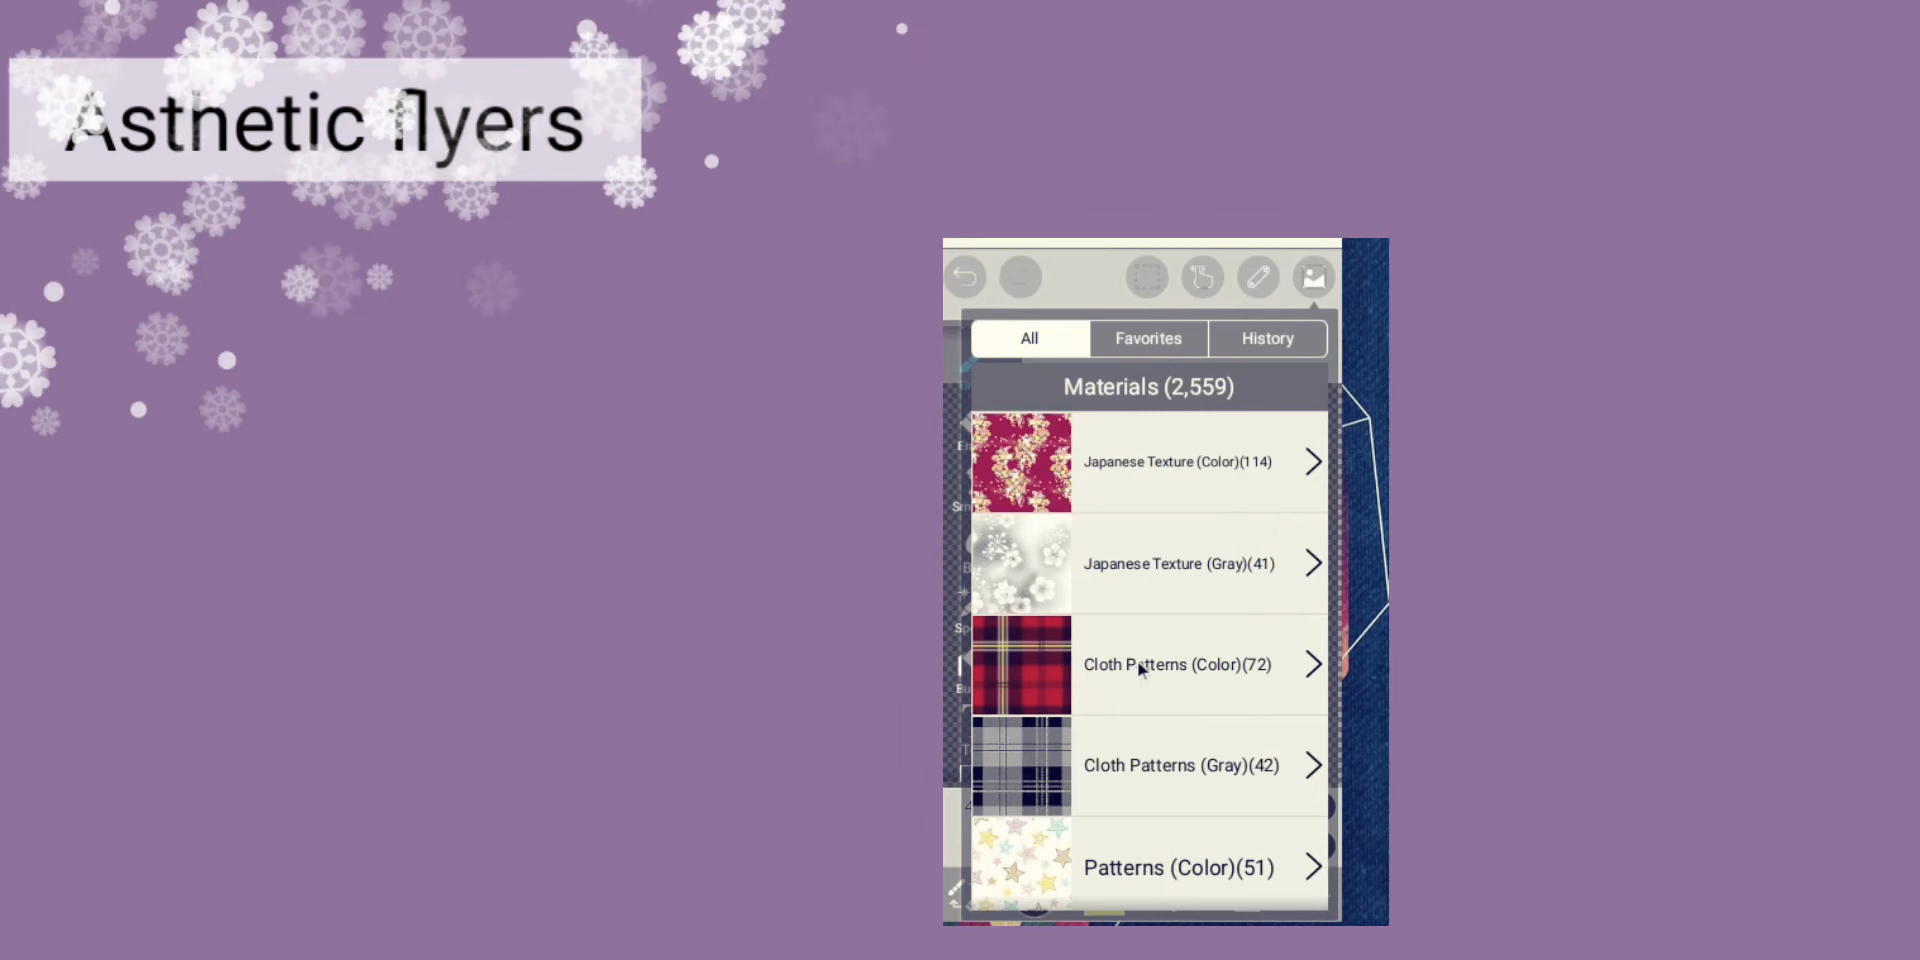 Asthetic flyers
All
Favorites
History
Materials (2,559)
Japanese Texture (Color)(114)
Japanese Texture (Gray)(41)
Cloth Patterns (Color)(72)
Cloth Patterns (Gray)(42)
Patterns (Color)(51)